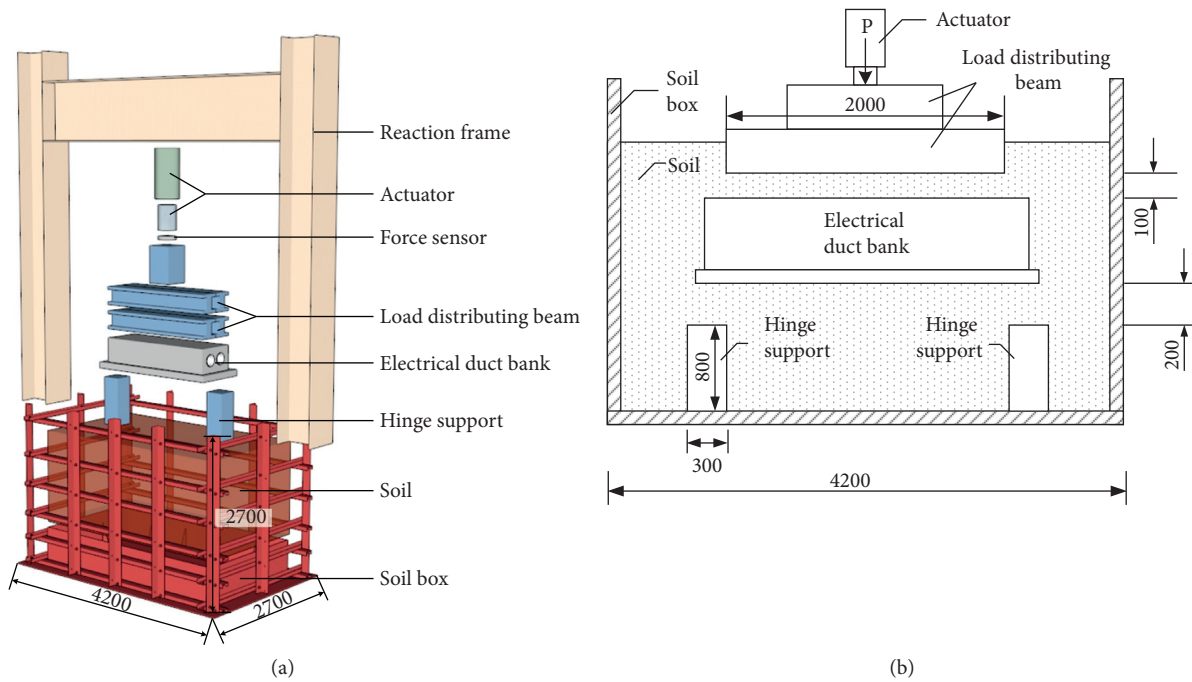 Reaction frame
Actuator
Force sensor
Load distributing beam
Electrical duct bank
Hinge support
Soil
2700
Soil box
4200
2700
(a)
P
Actuator
Load distributing
beam
Soil
box
2000
Soil
Electrical
duct bank
100
Hinge
support
Hinge
support
800
200
300
4200
(b)